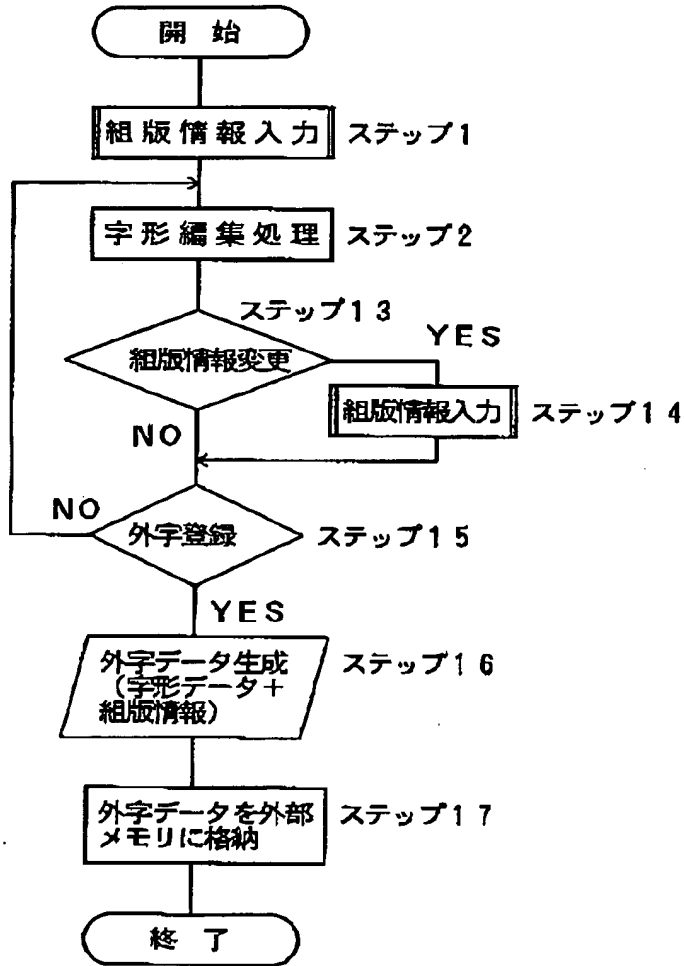 開始
組版情報入力 ステップ1
字形編集処理 ステップ2
ステップ13
組版情報変更
YES
組版情報入力 ステップ14
NO
NO
外字登録 ステップ15
YES
外字データ生成 ステップ16
(字形データ+
組版情報)
外字データを外部 ステップ17
メモリに格納
終了